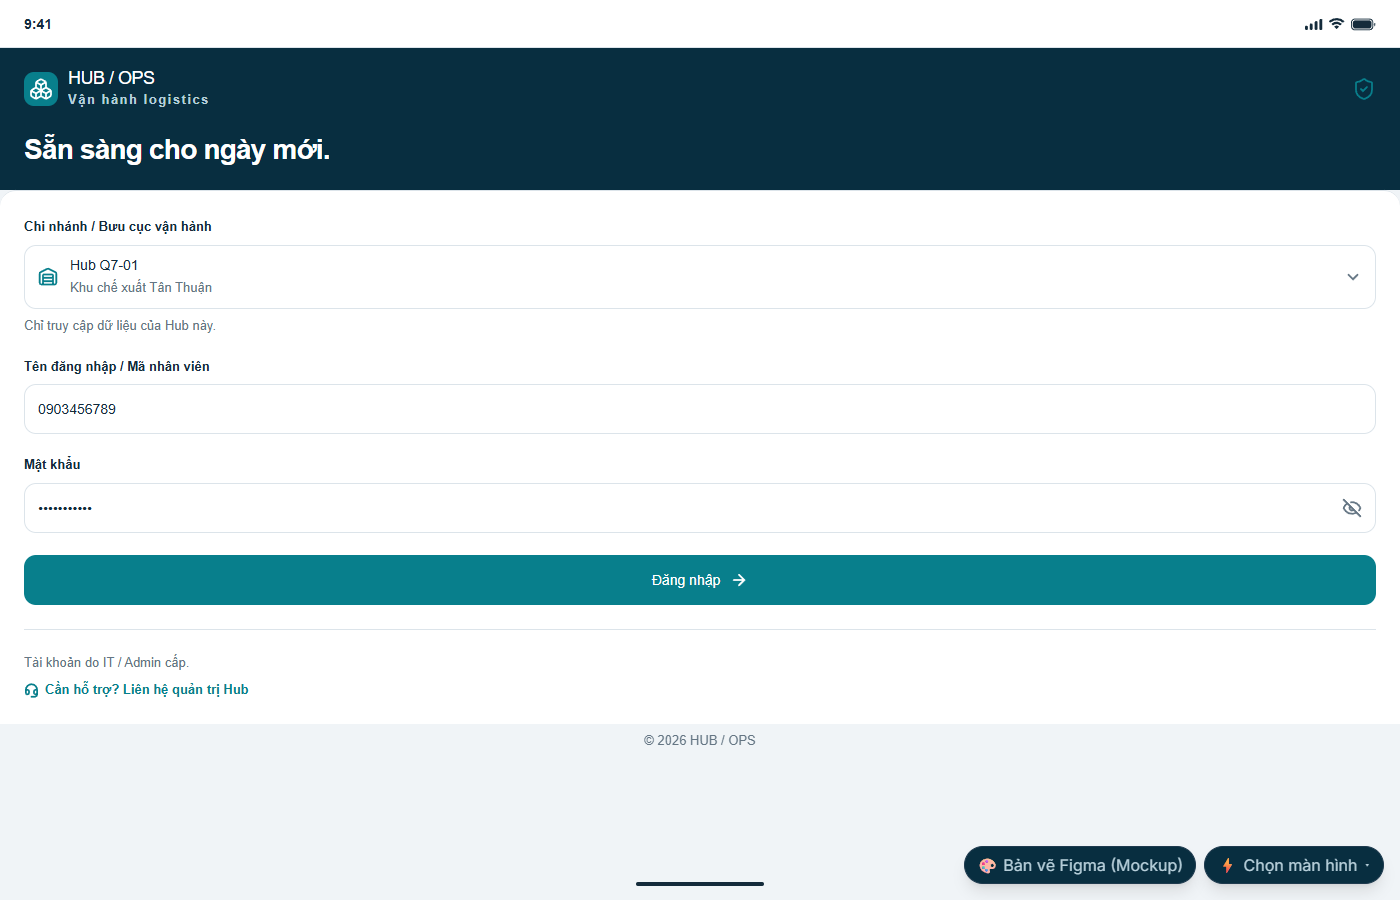 9:41
HUB / OPS
Vận hành logistics
Sẵn sàng cho ngày mới.
Chi nhánh / Bưu cục vận hành
Hub Q7-01
Khu chế xuất Tân Thuận
Chỉ truy cập dữ liệu của Hub này.
Tên đăng nhập / Mã nhân viên
0903456789
Mật khẩu
•••••••••••
Đăng nhập →
Tài khoản do IT / Admin cấp.
Cần hỗ trợ? Liên hệ quản trị Hub
© 2026 HUB / OPS
🎨 Bản vẽ Figma (Mockup)
⚡ Chọn màn hình ·